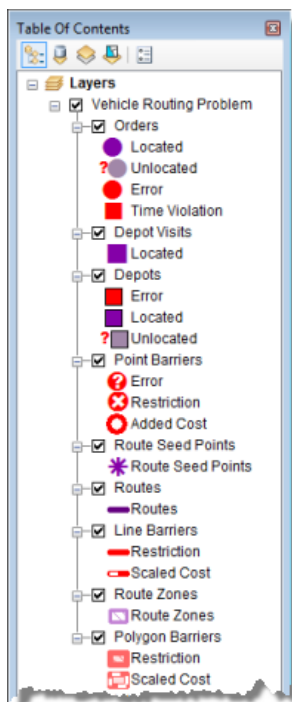 Table Of Contents
Layers
Vehicle Routing Problem
Orders
Located
?Unlocated
Error
Time Violation
Depot Visits
Located
Depots
Error
Located
?Unlocated
Point Barriers
?Error
Restriction
Added Cost
Route Seed Points
Route Seed Points
Routes
Routes
Line Barriers
Restriction
Scaled Cost
Route Zones
Route Zones
Polygon Barriers
Restriction
Scaled Cost